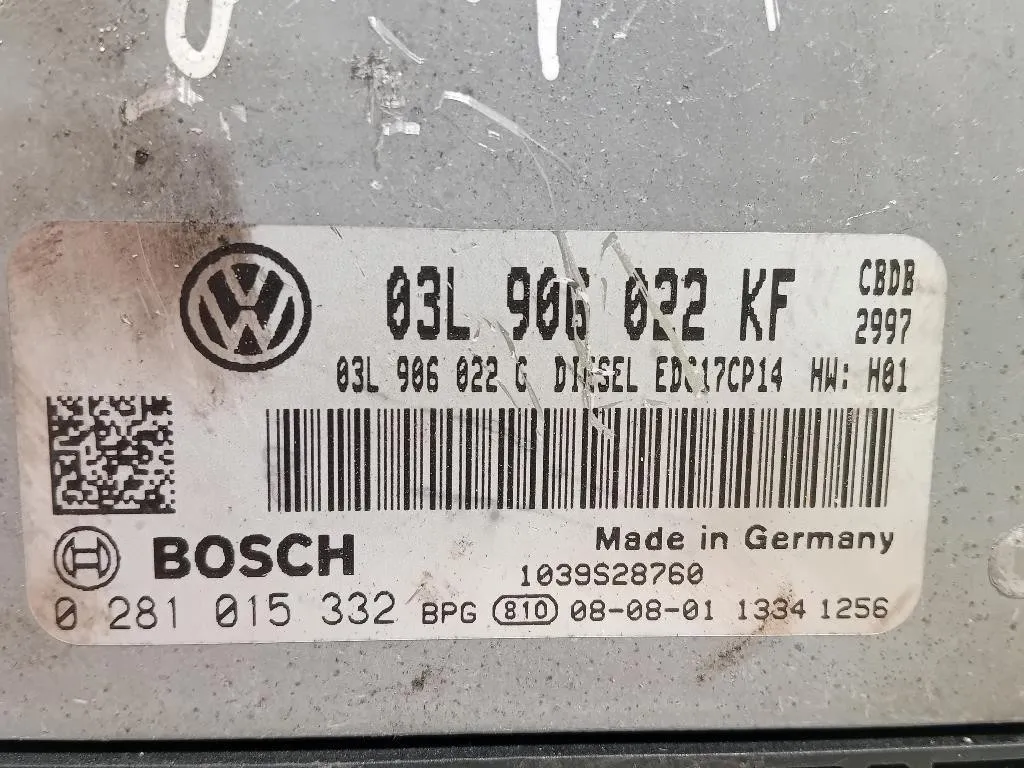 03L 906 022 KF CBDB
2997
03L 906 022 G DIESEL EDC17CP14 HW: H01
BOSCH Made in Germany
1039S28760
0 281 015 332 BPG 810 08-08-01 1334 1256